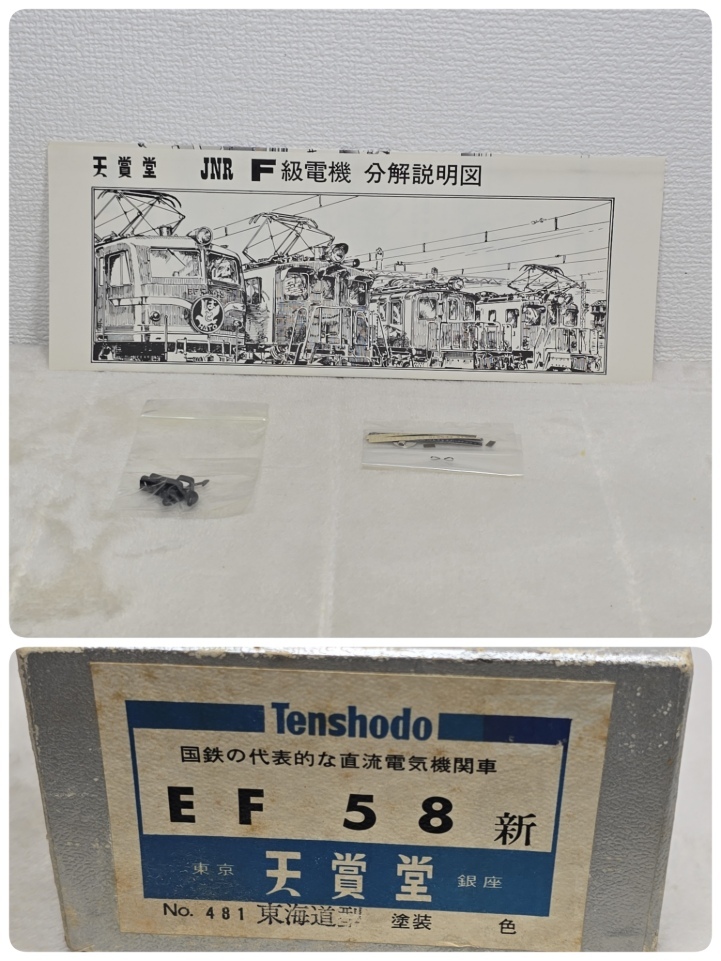 天賞堂 JNR F級電機 分解説明図
Tenshodo
国鉄の代表的な直流電気機関車
EF 58 新
東京 天賞堂 銀座
No. 481 東海道型 塗装 色